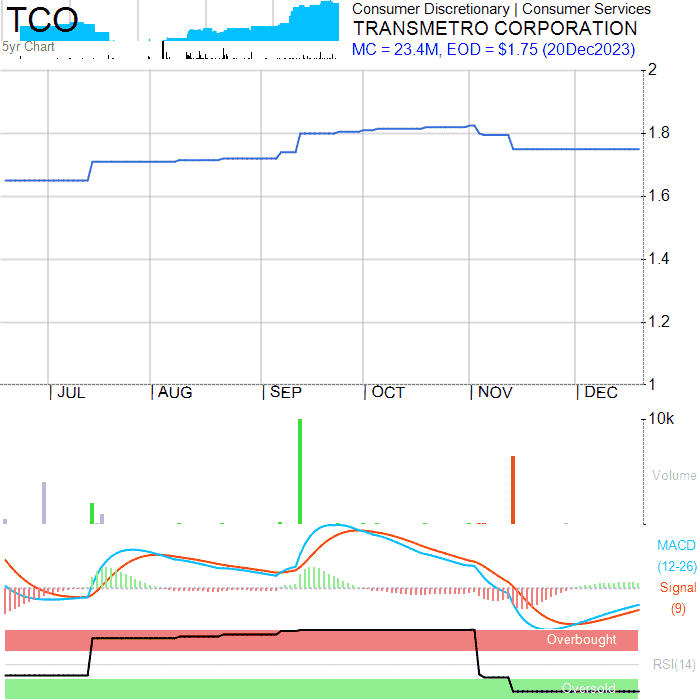 TCO
5yr Chart
Consumer Discretionary | Consumer Services
TRANSMETRO CORPORATION
MC = 23.4M, EOD = $1.75 (20Dec2023)
2
1.8
1.6
1.4
1.2
1
| JUL | AUG | SEP | OCT | NOV | DEC
10k
Volume
MACD
(12-26)
Signal
(9)
Overbought
RSI(14)
Oversold